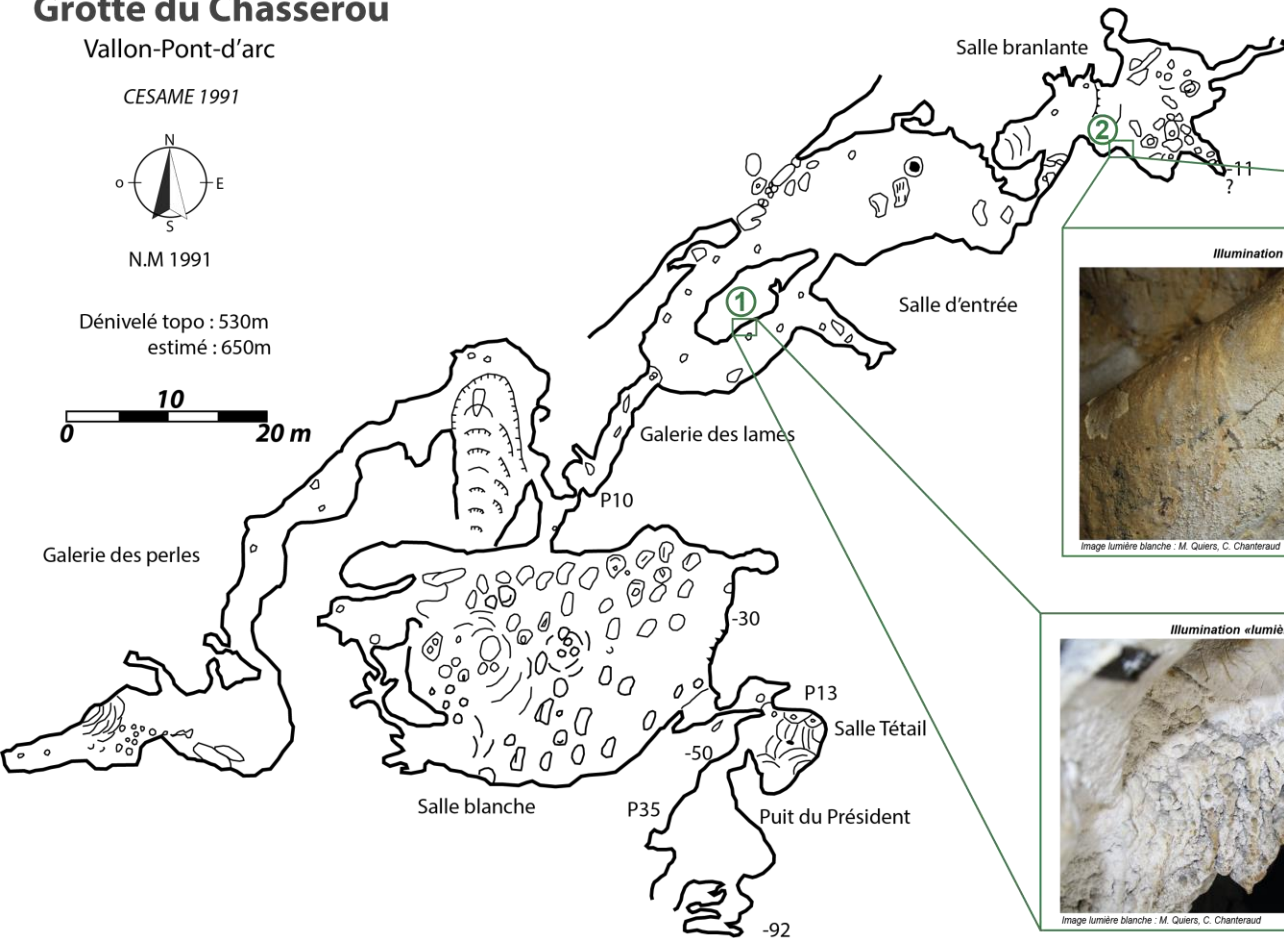 Grotte du Chasserou
Vallon-Pont-d'arc
CESAME 1991
N
O
E
S
N.M 1991
Dénivelé topo : 530m
estimé : 650m
10
0
20 m
Salle branlante
2
-11
?
Illumination
Image lumière blanche : M. Quiers, C. Chanteraud
1
Salle d'entrée
Galerie des lames
P10
Galerie des perles
-30
P13
Salle Tétail
-50
Salle blanche
P35
Puit du Président
-92
Illumination «lumiè
Image lumière blanche : M. Quiers, C. Chanteraud